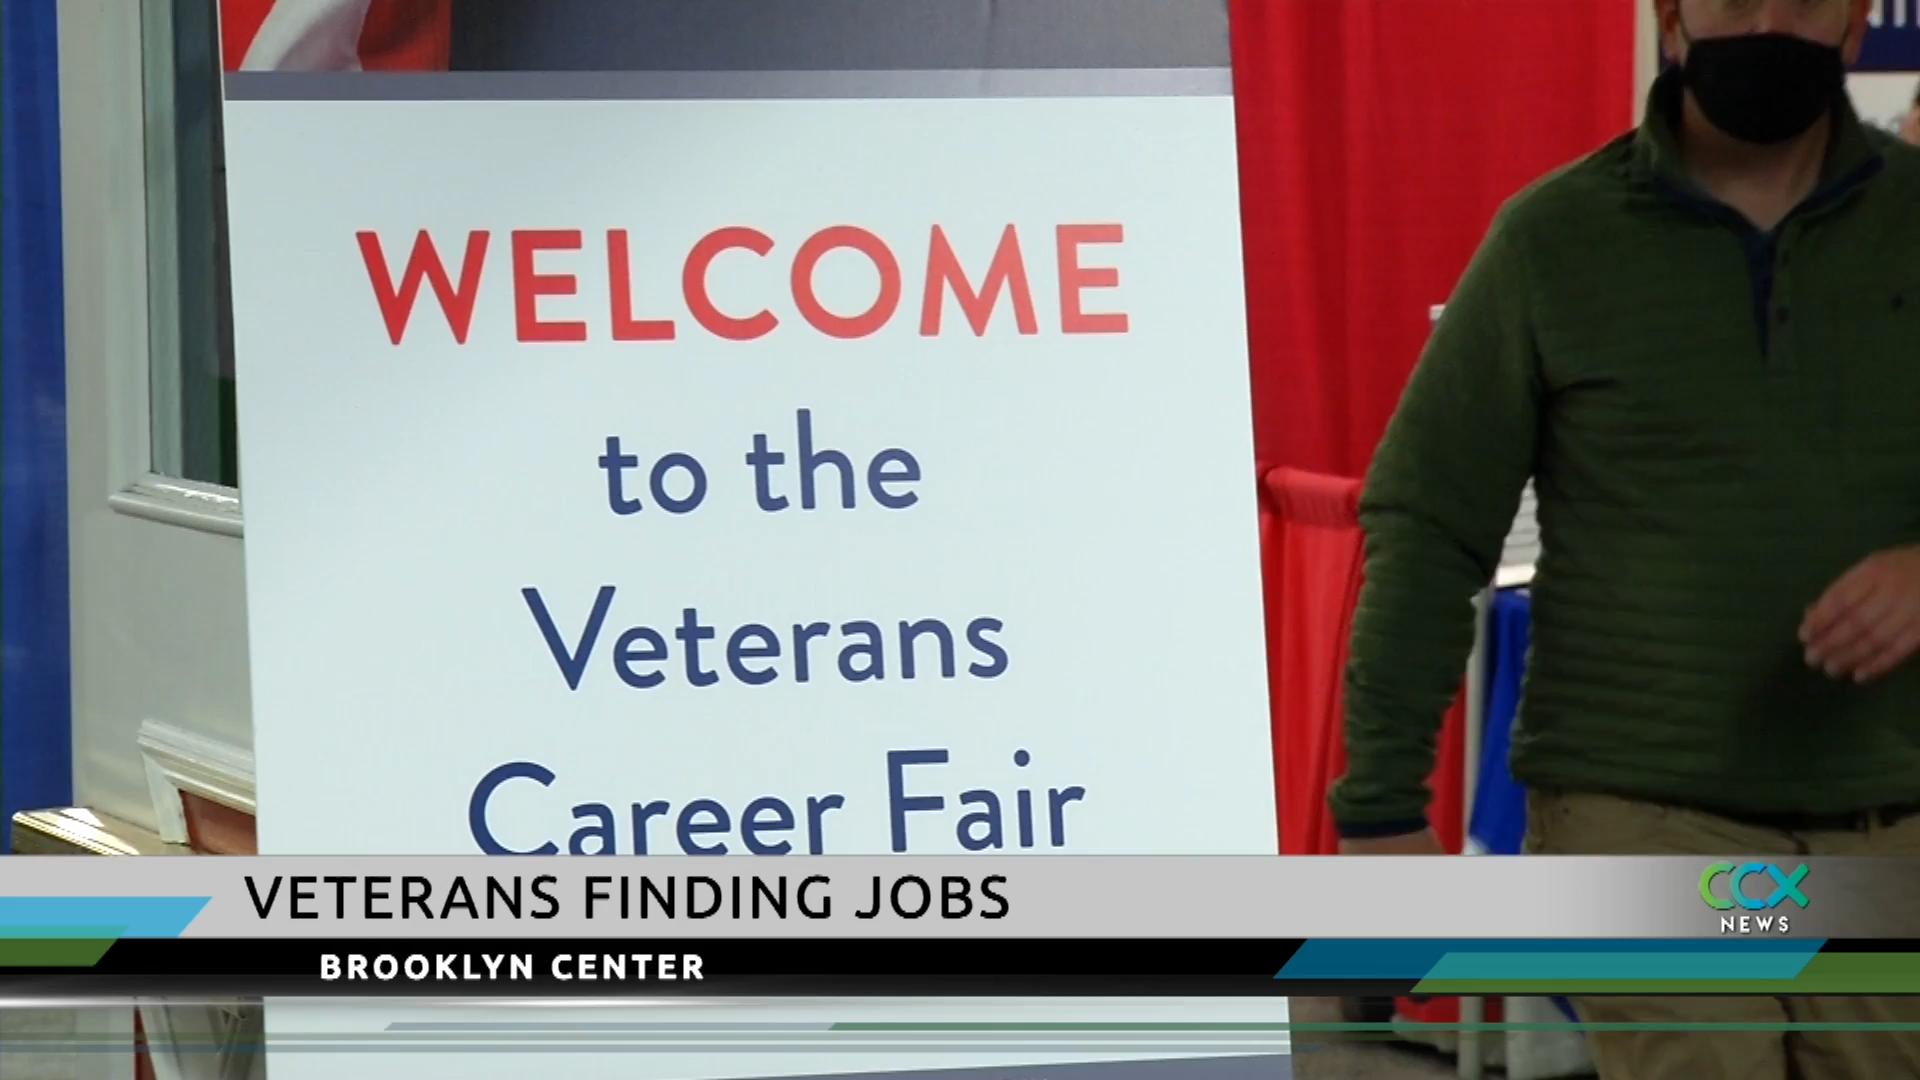 WELCOME
to the
Veterans
Career Fair
VETERANS FINDING JOBS
CCX
NEWS
BROOKLYN CENTER